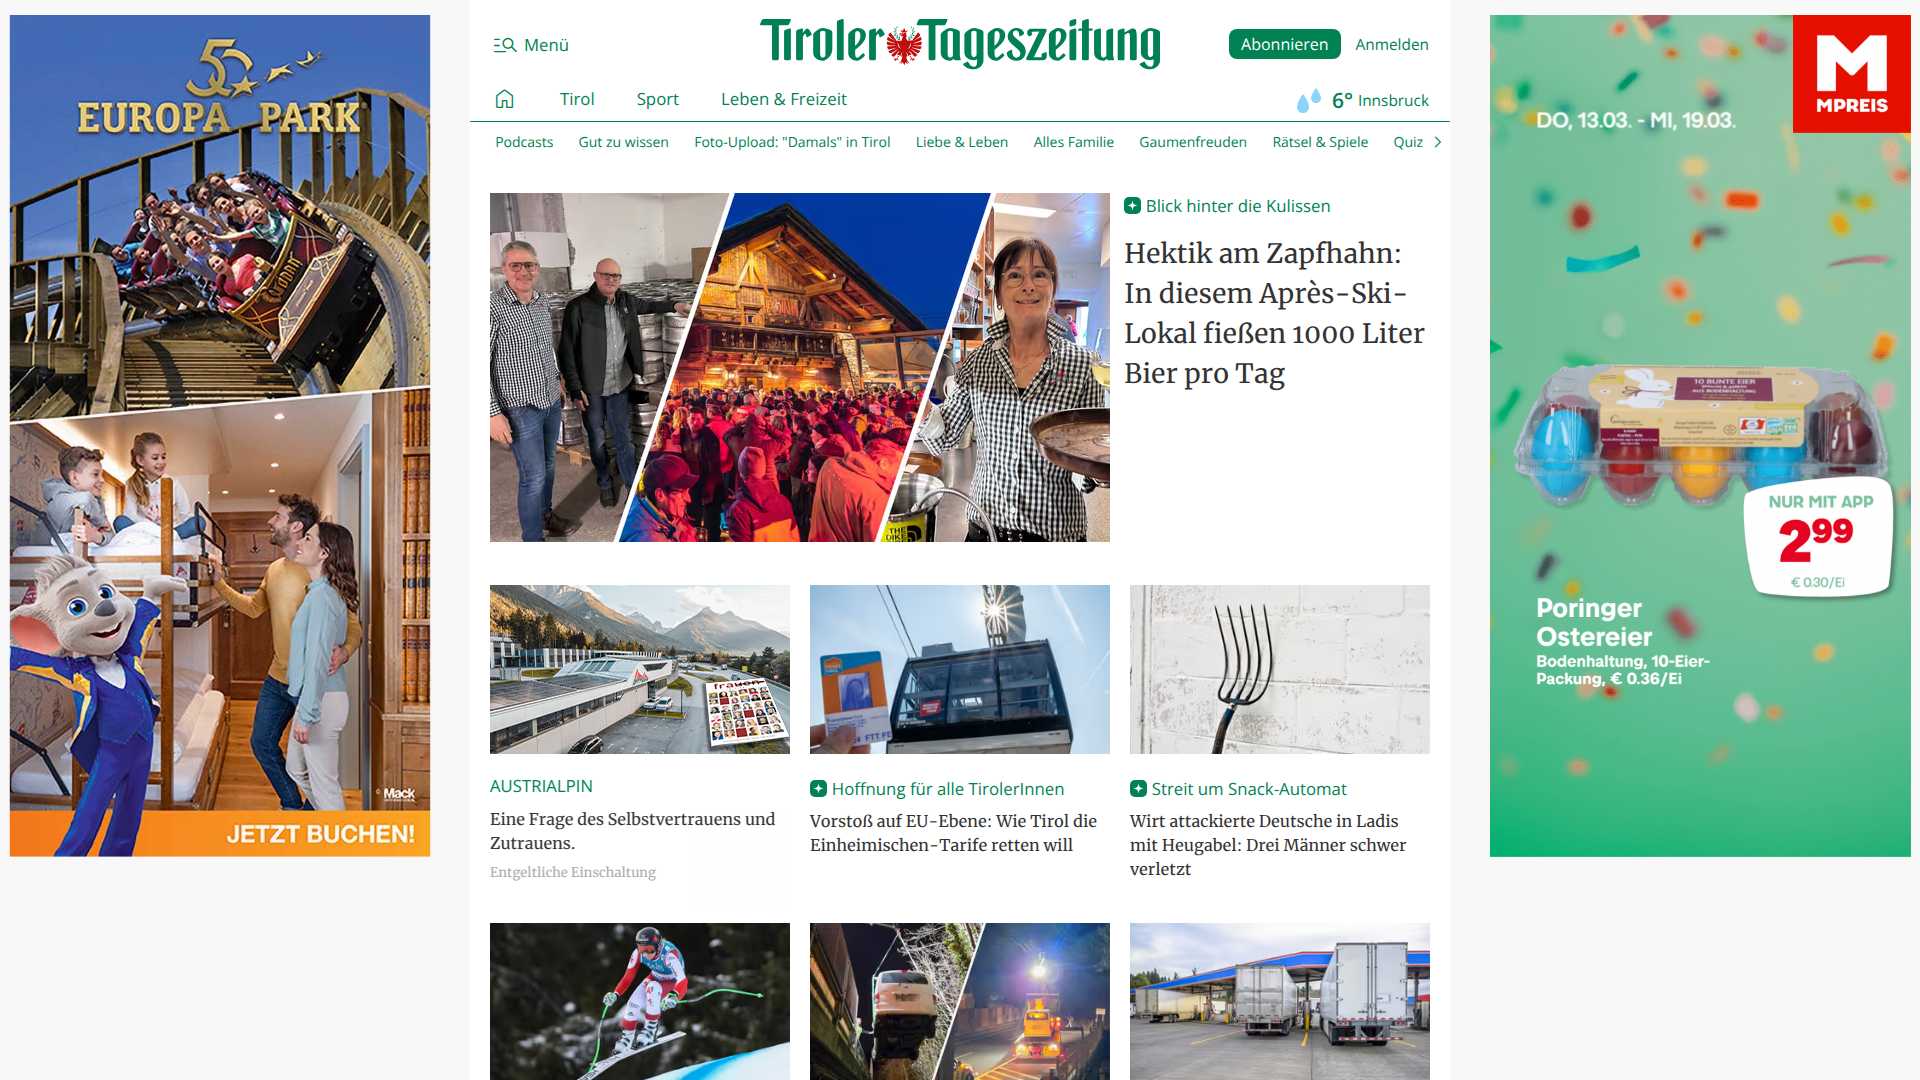 Menü
Tiroler Tageszeitung
Abonnieren
Anmelden
Tirol
Sport
Leben & Freizeit
6° Innsbruck
Podcasts
Gut zu wissen
Foto-Upload: "Damals" in Tirol
Liebe & Leben
Alles Familie
Gaumenfreuden
Rätsel & Spiele
Quiz
50
EUROPA PARK
© Mack
JETZT BUCHEN!
Blick hinter die Kulissen
Hektik am Zapfhahn:
In diesem Après-Ski-
Lokal fießen 1000 Liter
Bier pro Tag
frauen
AUSTRIALPIN
Eine Frage des Selbstvertrauens und
Zutrauens.
Entgeltliche Einschaltung
Hoffnung für alle TirolerInnen
Vorstoß auf EU-Ebene: Wie Tirol die
Einheimischen-Tarife retten will
Streit um Snack-Automat
Wirt attackierte Deutsche in Ladis
mit Heugabel: Drei Männer schwer
verletzt
M
MPREIS
DO, 13.03. - MI, 19.03.
10 BUNTE EIER
NUR MIT APP
2⁹⁹
€ 0.30/Ei
Poringer
Ostereier
Bodenhaltung, 10-Eier-
Packung, € 0.36/Ei